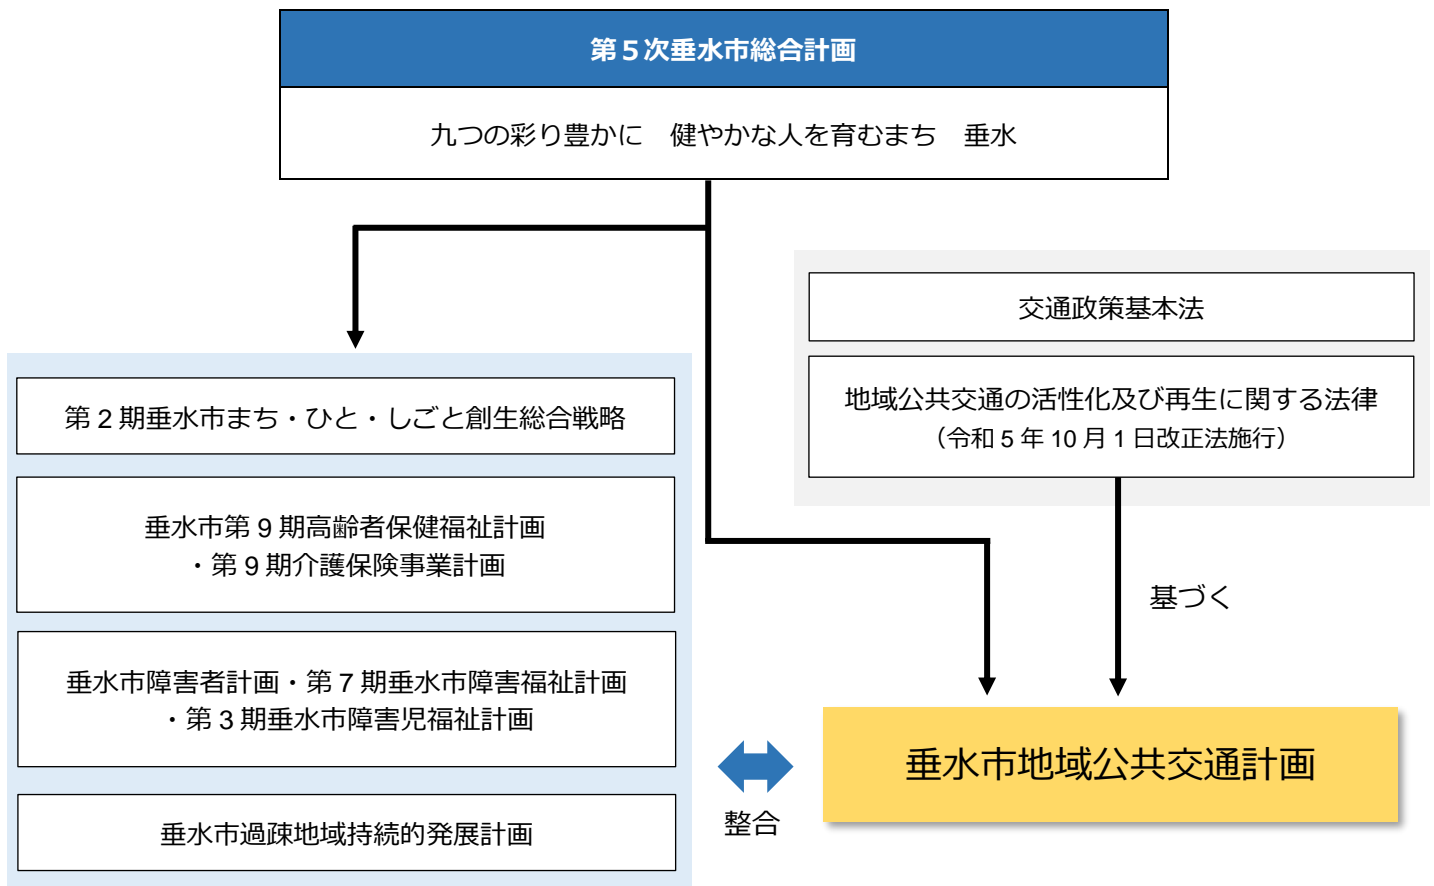 第５次垂水市総合計画
九つの彩り豊かに　健やかな人を育むまち　垂水
交通政策基本法
地域公共交通の活性化及び再生に関する法律
（令和 5 年 10 月 1 日改正法施行）
第 2 期垂水市まち・ひと・しごと創生総合戦略
垂水市第 9 期高齢者保健福祉計画
・第 9 期介護保険事業計画
垂水市障害者計画・第 7 期垂水市障害福祉計画
・第 3 期垂水市障害児福祉計画
垂水市過疎地域持続的発展計画
基づく
整合
垂水市地域公共交通計画